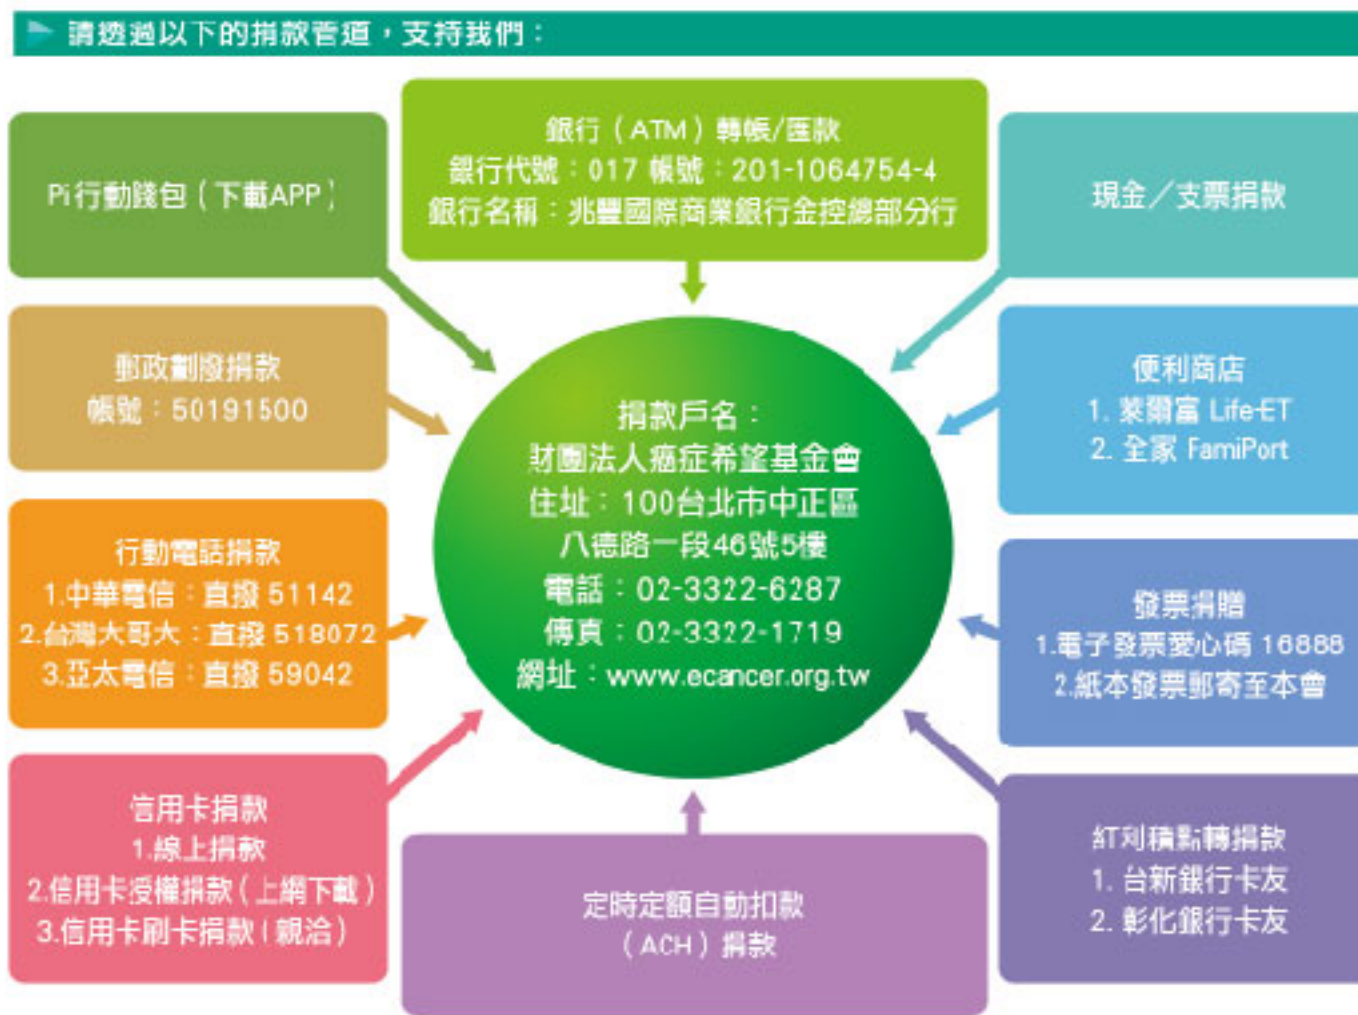 請透過以下的捐款管道，支持我們：
Pi行動錢包（下載APP）
銀行（ATM）轉帳/匯款
銀行代號：017 帳號：201-1064754-4
銀行名稱：兆豐國際商業銀行金控總部分行
現金／支票捐款
郵政劃撥捐款
帳號：50191500
捐款戶名：
財團法人癌症希望基金會
住址：100台北市中正區
八德路一段46號5樓
電話：02-3322-6287
傳真：02-3322-1719
網址：www.ecancer.org.tw
便利商店
1. 萊爾富 Life-ET
2. 全家 FamiPort
行動電話捐款
1.中華電信：直撥 51142
2.台灣大哥大：直撥 518072
3.亞太電信：直撥 59042
發票捐贈
1.電子發票愛心碼 16888
2.紙本發票郵寄至本會
信用卡捐款
1.線上捐款
2.信用卡授權捐款（上網下載）
3.信用卡刷卡捐款（親洽）
定時定額自動扣款
（ACH）捐款
紅利積點轉捐款
1. 台新銀行卡友
2. 彰化銀行卡友